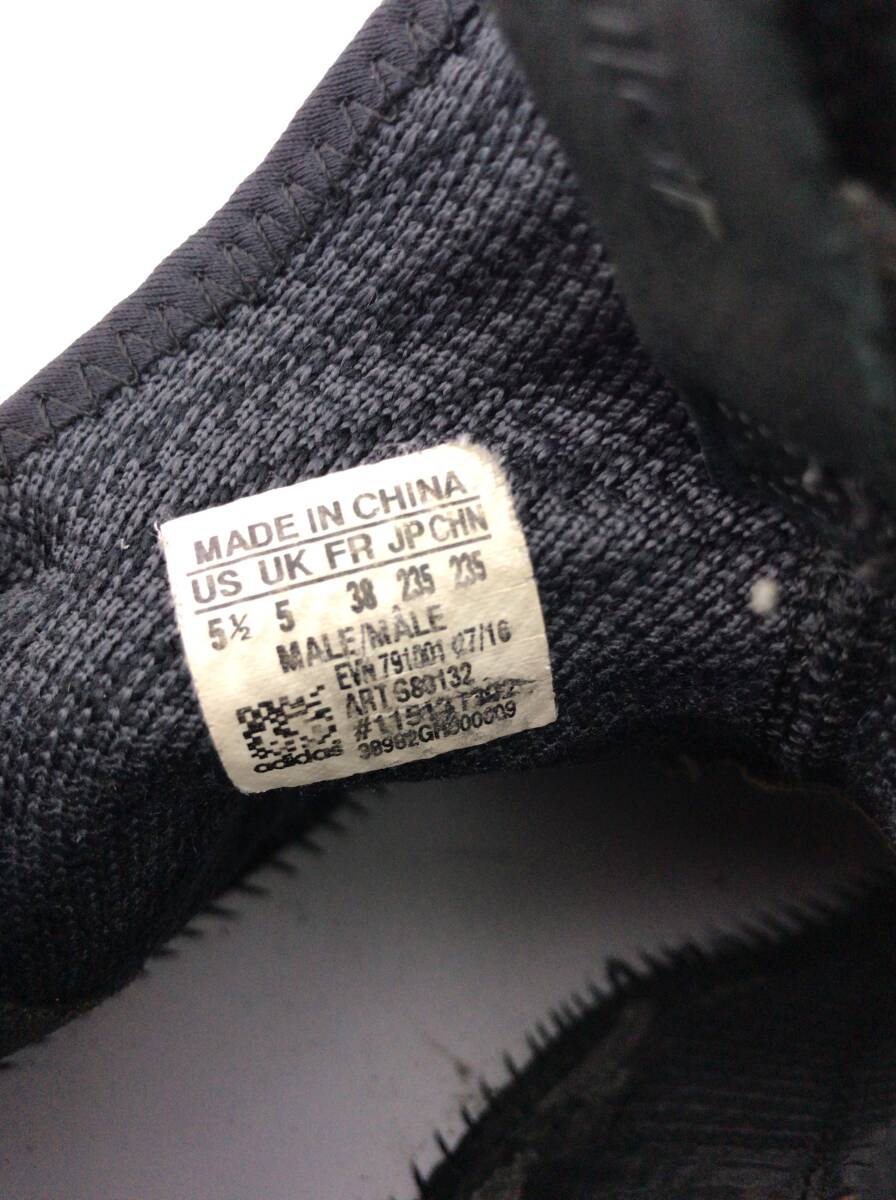 MADE IN CHINA
US UK FR JP CHN
5½ 5 38 235 235
MALE/MÂLE
EVN 791001 07/16
ART S80132
adidas